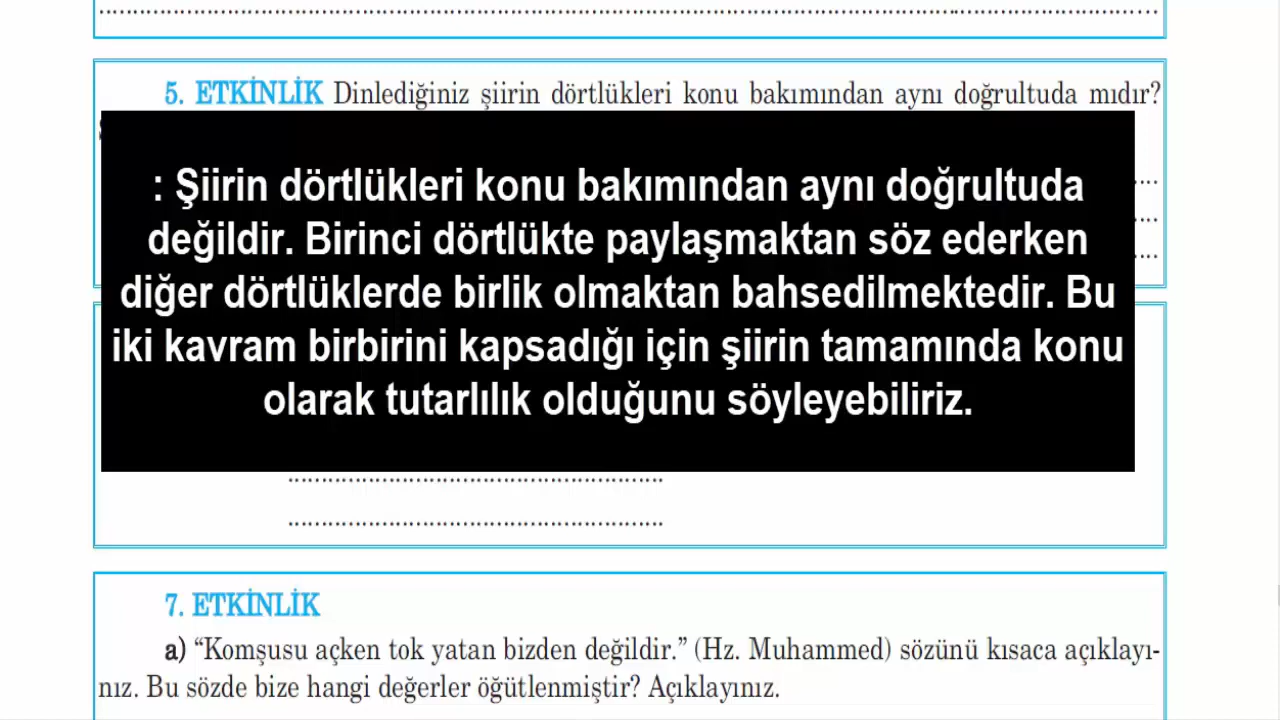 5. ETKİNLİK Dinlediğiniz şiirin dörtlükleri konu bakımından aynı doğrultuda mıdır?
: Şiirin dörtlükleri konu bakımından aynı doğrultuda
değildir. Birinci dörtlükte paylaşmaktan söz ederken
diğer dörtlüklerde birlik olmaktan bahsedilmektedir. Bu
iki kavram birbirini kapsadığı için şiirin tamamında konu
olarak tutarlılık olduğunu söyleyebiliriz.
7. ETKİNLİK
a) “Komşusu açken tok yatan bizden değildir.” (Hz. Muhammed) sözünü kısaca açıklayı-
nız. Bu sözde bize hangi değerler öğütlenmiştir? Açıklayınız.